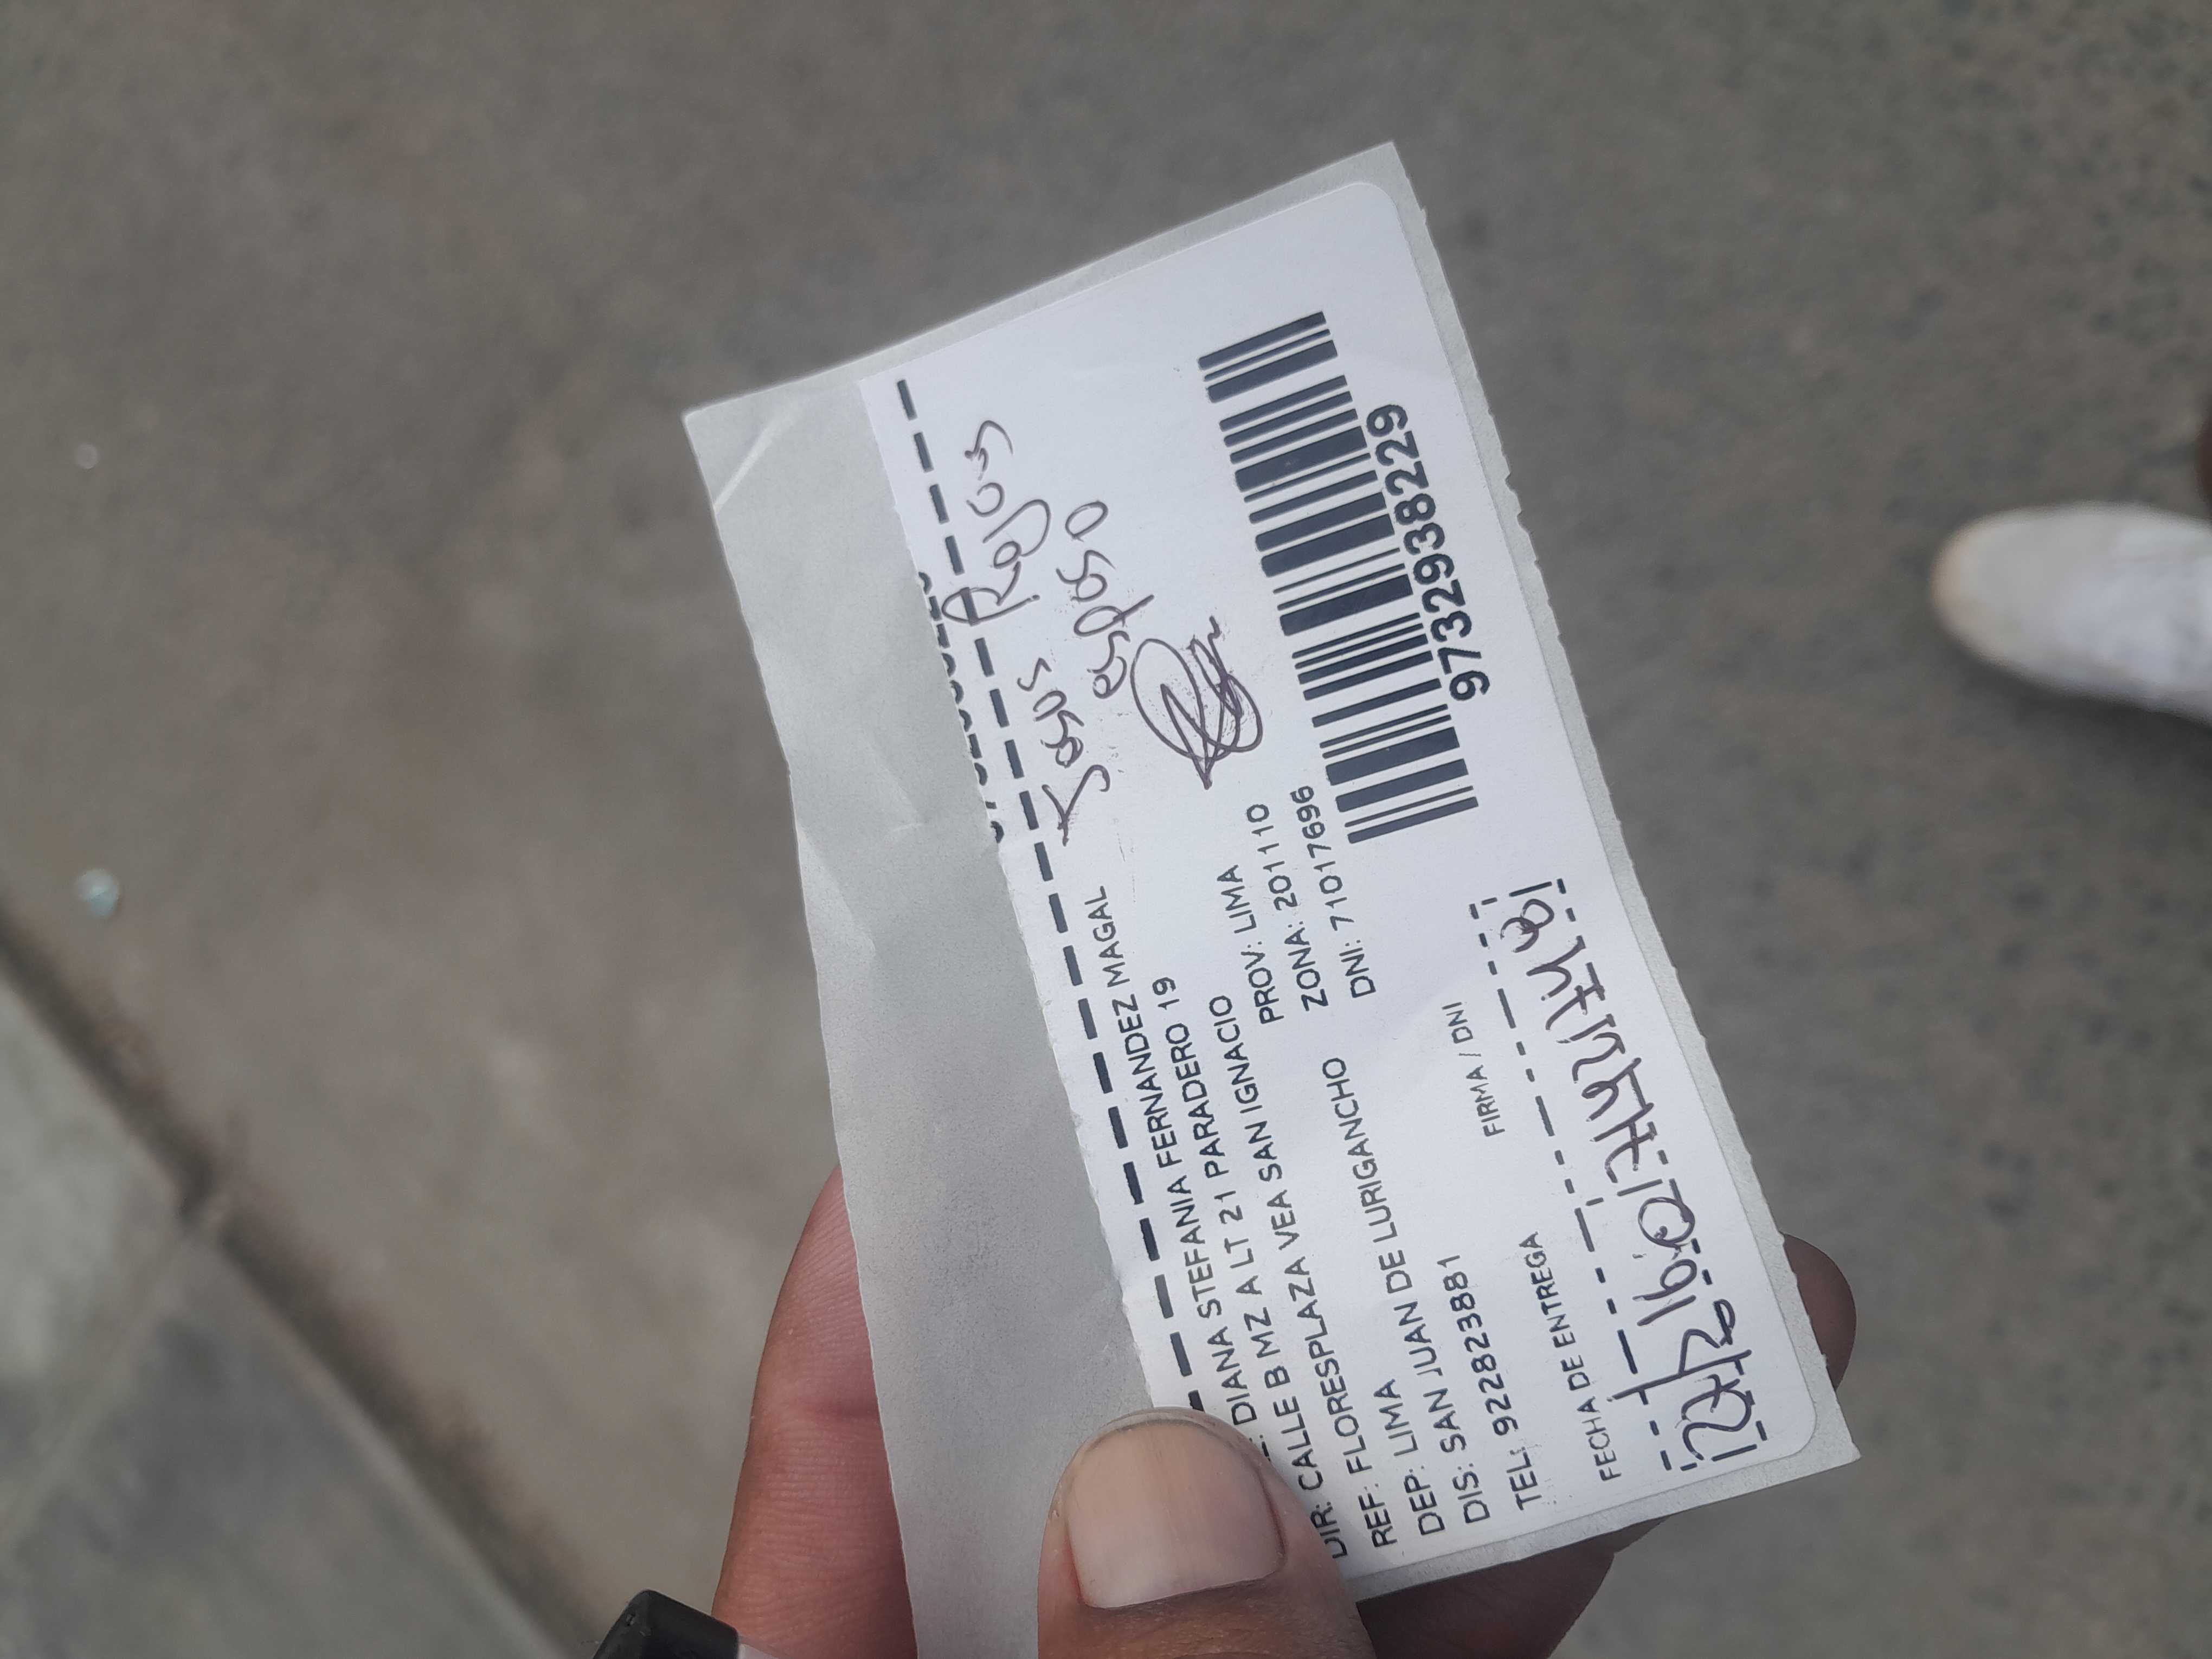 Jesus Rojas
esposo
: DIANA STEFANIA FERNANDEZ MAGAL
DIR: CALLE B MZ A LT 21 PARADERO 19
REF: FLORESPLAZA VEA SAN IGNACIO PARADERO
DEP: LIMA PROV: LIMA
DIS: SAN JUAN DE LURIGANCHO ZONA: 201110
TEL: 922823881 DNI: 71017696
9732938229
FECHA DE ENTREGA FIRMA / DNI